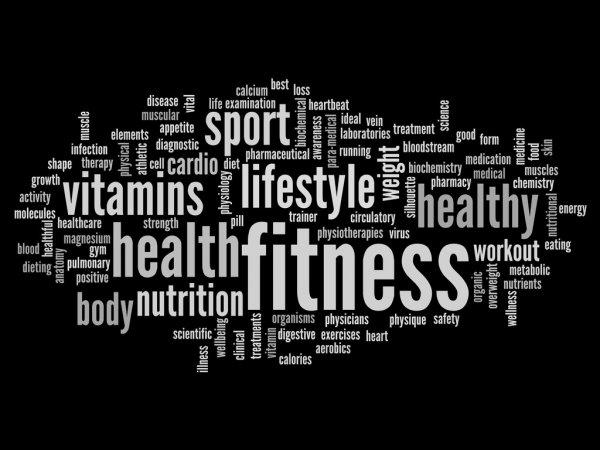 best
calcium
loss
disease
vital
life
examination
heartbeat
science
muscle
muscular
sport
biochemical
awareness
para-medical
ideal
vein
elements
appetite
laboratories
treatment
good
form
medicine
infection
physical
athletic
diagnostic
running
bloodstream
food
skin
shape
therapy
cell
cardio
diet
pharmaceutical
weight
biochemistry
medication
muscles
growth
vitamins
physiology
lifestyle
silhouette
pharmacy
medical
chemistry
activity
healthy
nutritional
energy
molecules
healthful
healthcare
strength
pill
trainer
circulatory
magnesium
health
fitness
physiotherapies
virus
blood
gym
workout
eating
dieting
anatomy
pulmonary
metabolic
positive
organic
overweight
nutrients
body
nutrition
wellness
organisms
physicians
physique
safety
scientific
wellbeing
clinical
treatments
vitamin
digestive
exercises
heart
illness
aerobics
calories